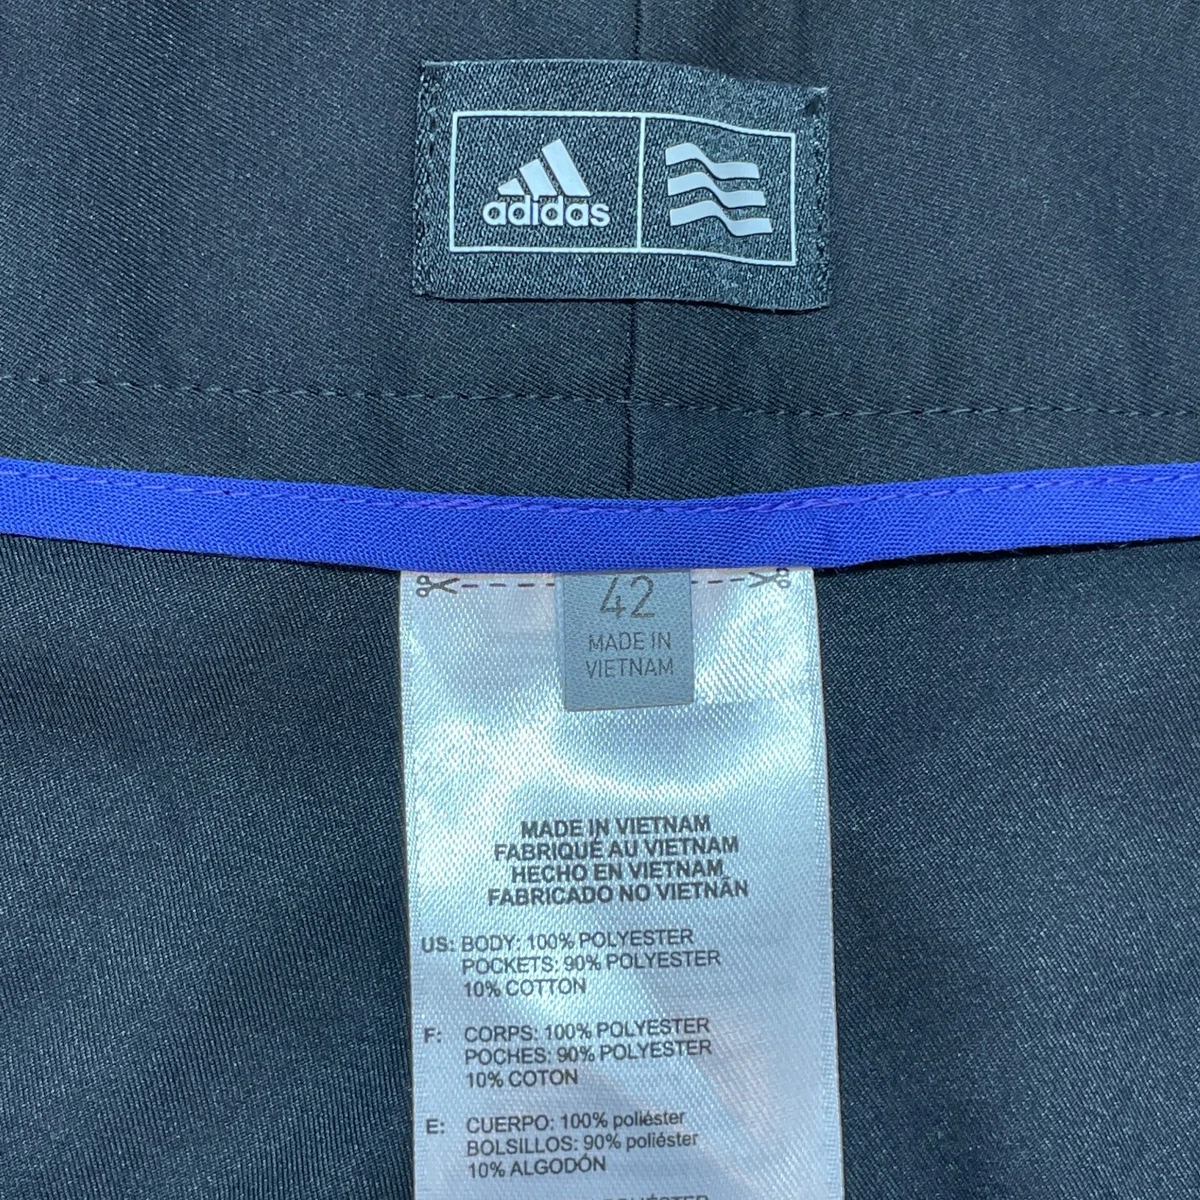 adidas
42
MADE IN
VIETNAM
MADE IN VIETNAM
FABRIQUÉ AU VIETNAM
HECHO EN VIETNAM
FABRICADO NO VIETNÃN
US: BODY: 100% POLYESTER
POCKETS: 90% POLYESTER
10% COTTON
F: CORPS: 100% POLYESTER
POCHES: 90% POLYESTER
10% COTON
E: CUERPO: 100% poliéster
BOLSILLOS: 90% poliéster
10% ALGODÓN